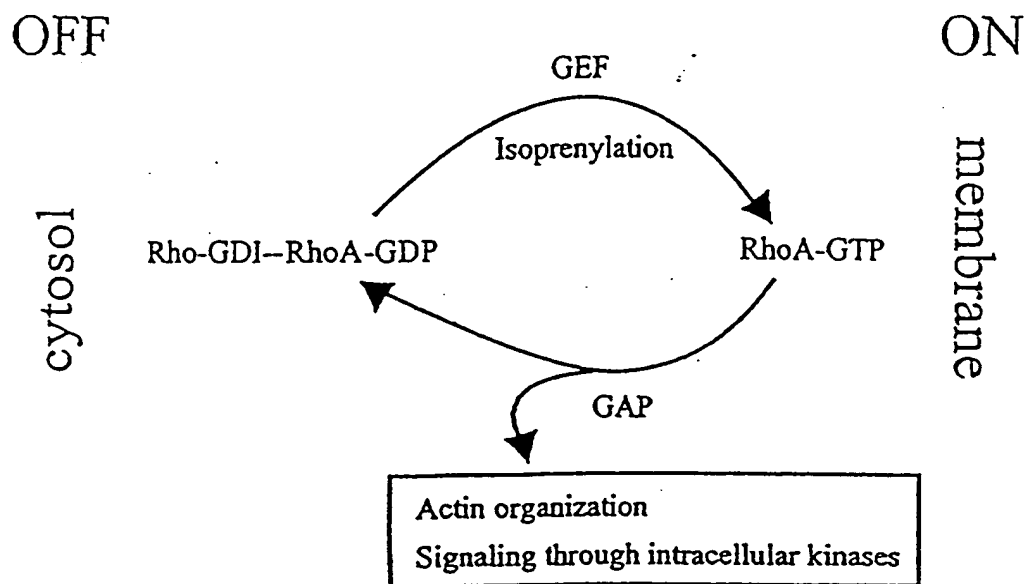 OFF
ON
GEF
Isoprenylation
cytosol
membrane
Rho-GDI--RhoA-GDP
RhoA-GTP
GAP
Actin organization
Signaling through intracellular kinases